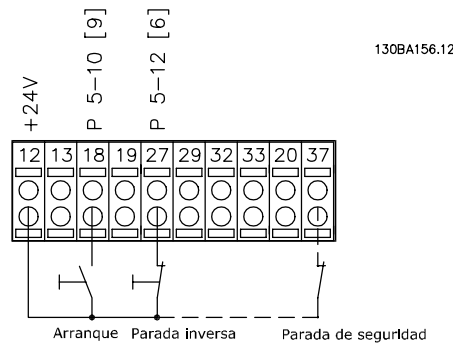 130BA156.12
+24V
P 5-10 [9]
P 5-12 [6]
12 13 18 19 27 29 32 33 20 37
Arranque Parada inversa Parada de seguridad